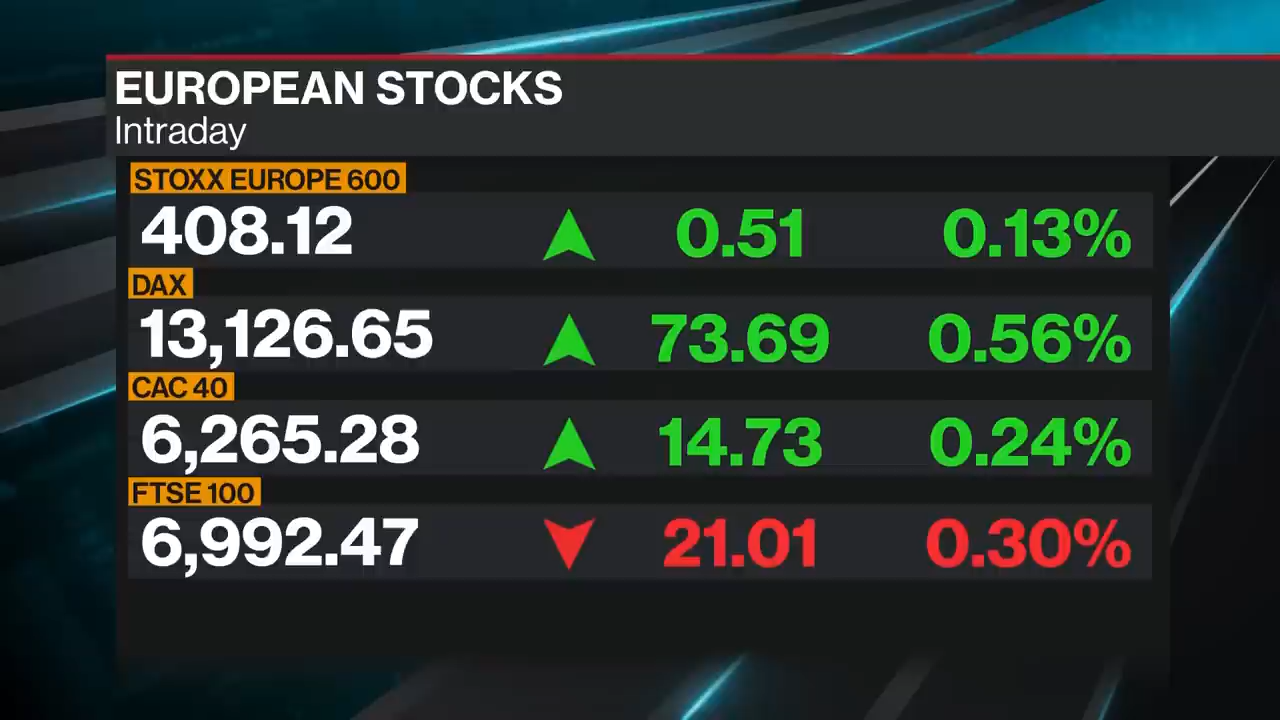 EUROPEAN STOCKS
Intraday
STOXX EUROPE 600
408.12 ▲ 0.51 0.13%
DAX
13,126.65 ▲ 73.69 0.56%
CAC 40
6,265.28 ▲ 14.73 0.24%
FTSE 100
6,992.47 ▼ 21.01 0.30%